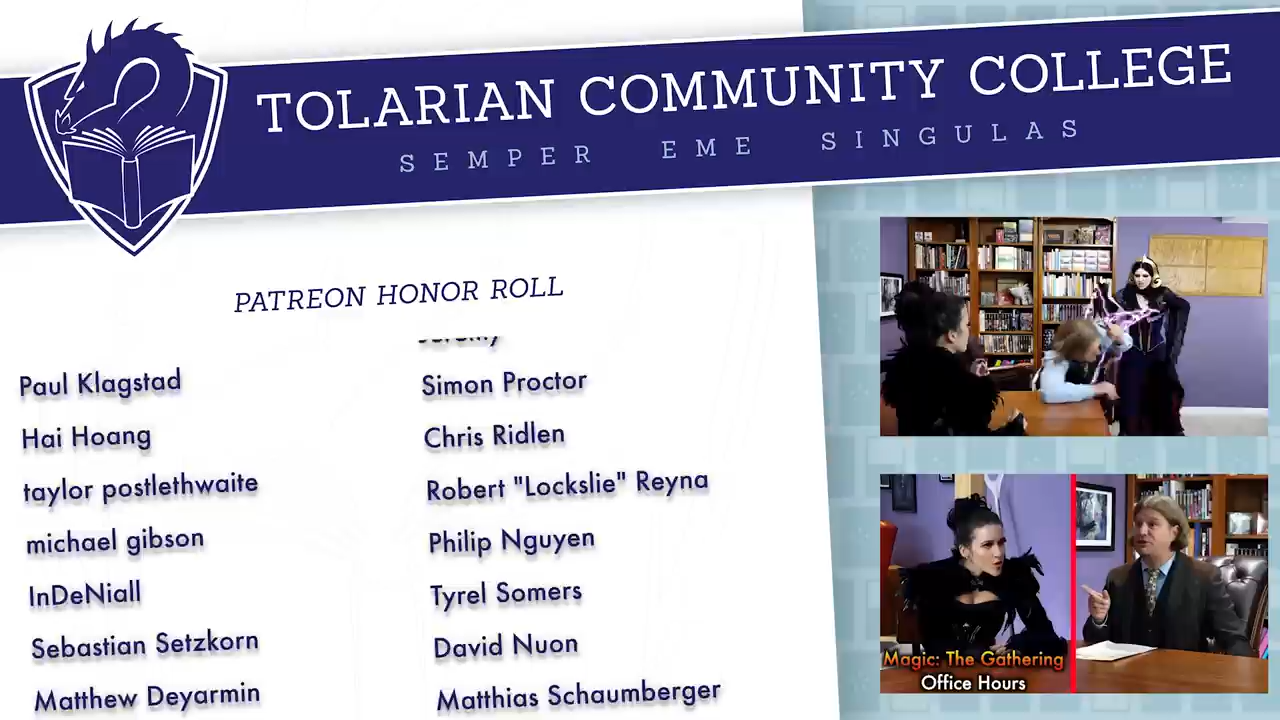 TOLARIAN COMMUNITY COLLEGE
SEMPER EME SINGULAS
PATREON HONOR ROLL
Paul Klagstad
Hai Hoang
taylor postlethwaite
michael gibson
InDeNiall
Sebastian Setzkorn
Matthew Deyarmin
Jeremy
Simon Proctor
Chris Ridlen
Robert "Lockslie" Reyna
Philip Nguyen
Tyrel Somers
David Nuon
Matthias Schaumberger
Magic: The Gathering
Office Hours